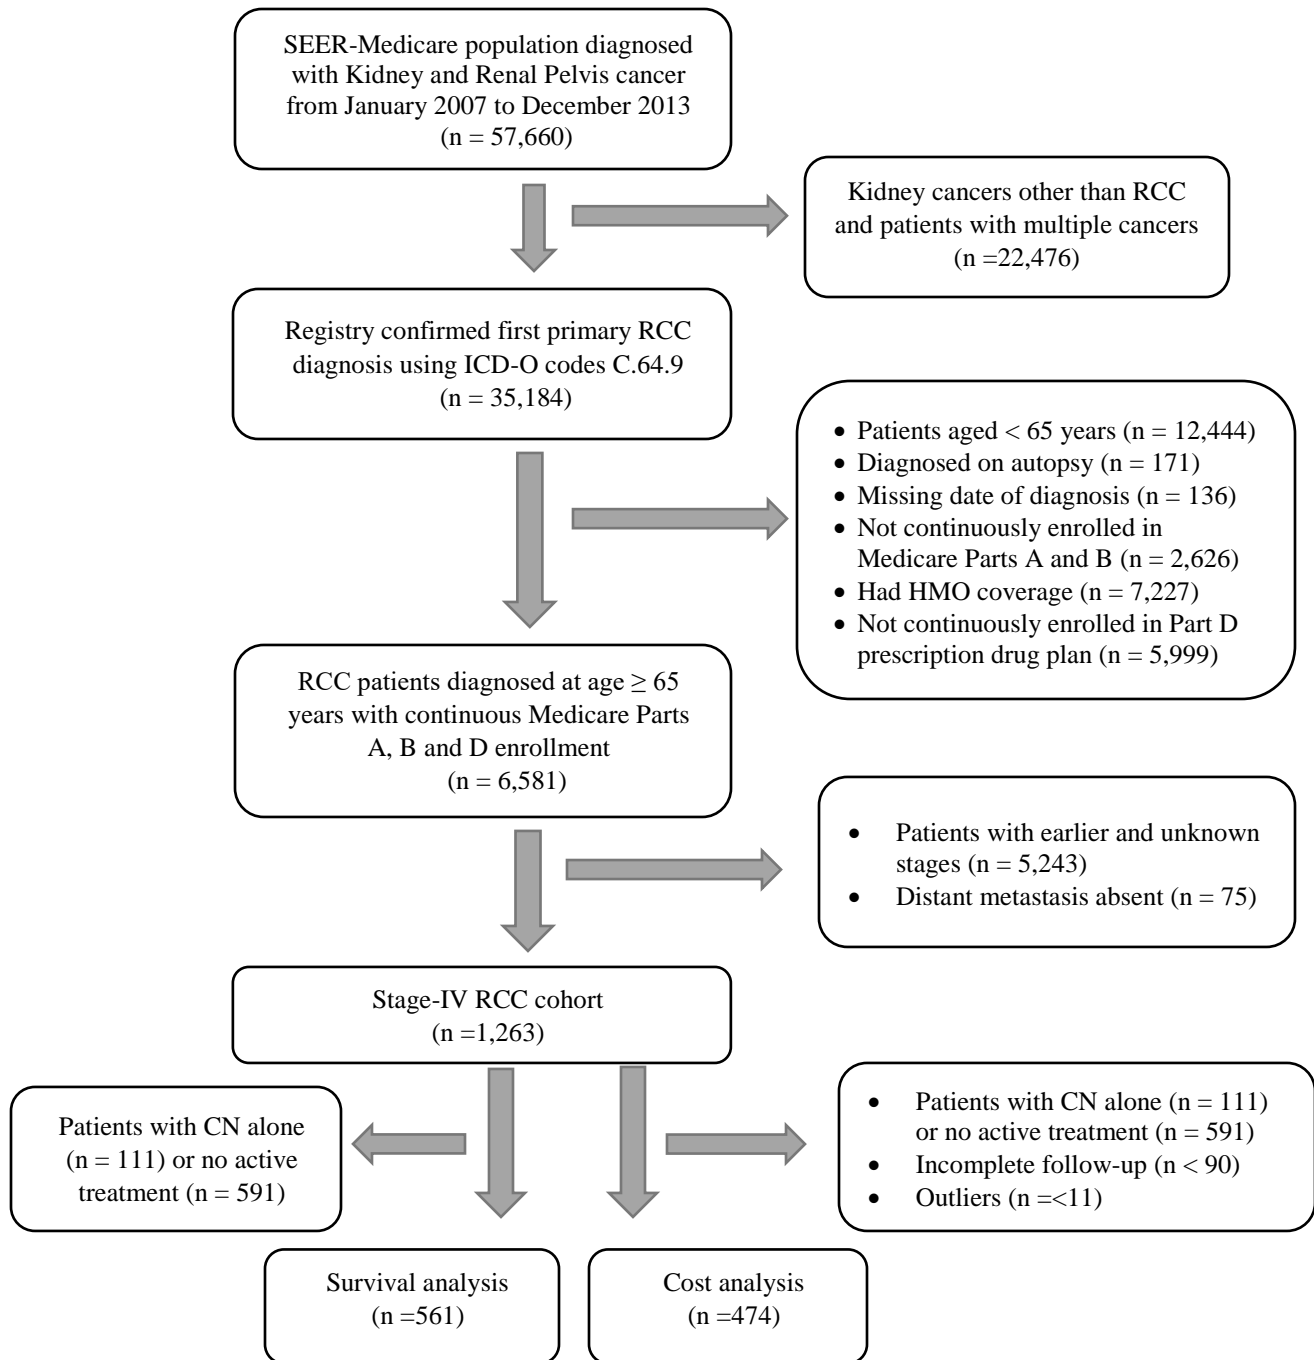 SEER-Medicare population diagnosed
with Kidney and Renal Pelvis cancer
from January 2007 to December 2013
(n = 57,660)
Kidney cancers other than RCC
and patients with multiple cancers
(n =22,476)
Registry confirmed first primary RCC
diagnosis using ICD-O codes C.64.9
(n = 35,184)
• Patients aged < 65 years (n = 12,444)
• Diagnosed on autopsy (n = 171)
• Missing date of diagnosis (n = 136)
• Not continuously enrolled in
Medicare Parts A and B (n = 2,626)
• Had HMO coverage (n = 7,227)
• Not continuously enrolled in Part D
prescription drug plan (n = 5,999)
RCC patients diagnosed at age ≥ 65
years with continuous Medicare Parts
A, B and D enrollment
(n = 6,581)
• Patients with earlier and unknown
stages (n = 5,243)
• Distant metastasis absent (n = 75)
Stage-IV RCC cohort
(n =1,263)
Patients with CN alone
(n = 111) or no active
treatment (n = 591)
• Patients with CN alone (n = 111)
or no active treatment (n = 591)
• Incomplete follow-up (n < 90)
• Outliers (n =<11)
Survival analysis
(n =561)
Cost analysis
(n =474)